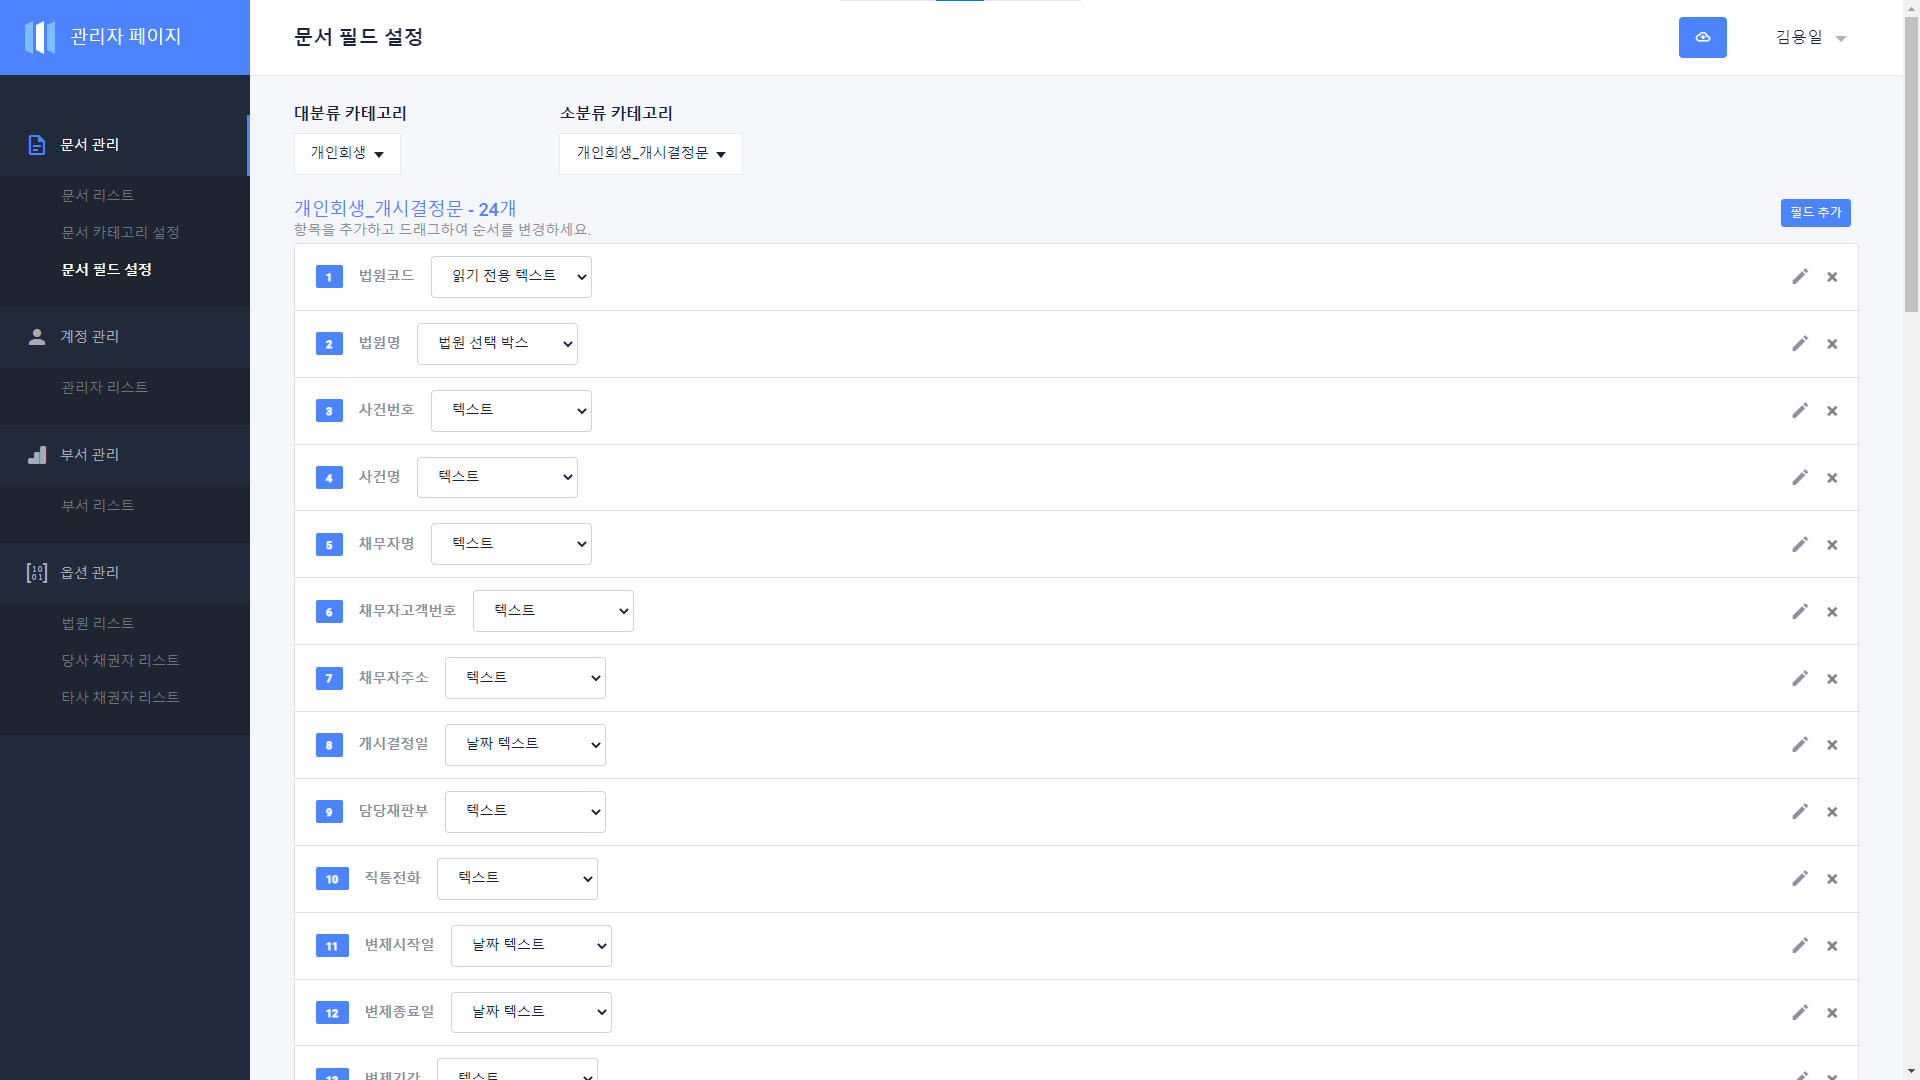 관리자 페이지
문서 필드 설정
김용일
문서 관리
문서 리스트
문서 카테고리 설정
문서 필드 설정
계정 관리
관리자 리스트
부서 관리
부서 리스트
옵션 관리
법원 리스트
당사 채권자 리스트
타사 채권자 리스트
대분류 카테고리
소분류 카테고리
개인회생
개인회생_개시결정문
개인회생_개시결정문 - 24개
항목을 추가하고 드래그하여 순서를 변경하세요.
필드 추가
1 법원코드 읽기 전용 텍스트
2 법원명 법원 선택 박스
3 사건번호 텍스트
4 사건명 텍스트
5 채무자명 텍스트
6 채무자고객번호 텍스트
7 채무자주소 텍스트
8 개시결정일 날짜 텍스트
9 담당재판부 텍스트
10 직통전화 텍스트
11 변제시작일 날짜 텍스트
12 변제종료일 날짜 텍스트
13 변제기간 텍스트